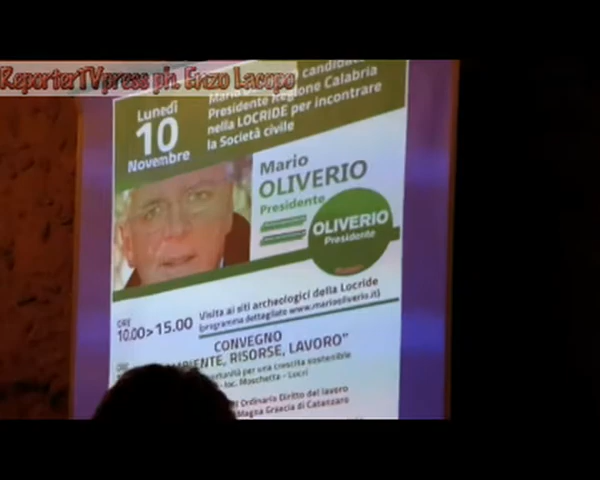 ReporterTVpress ph. Enzo Lacopo
Lunedì
10
Novembre
candidato
Presidente Regione Calabria
nella LOCRIDE per incontrare
la Società civile
Mario
OLIVERIO
Presidente
OLIVERIO
Presidente
ORE
10.00>15.00
Visita ai siti archeologici della Locride
(programma dettagliato www.mariooliverio.it)
CONVEGNO
RISORSE, LAVORO"
per una crescita sostenibile
loc. Moschetta - Locri
Ordinario Diritto del lavoro
Magna Graecia di Catanzaro